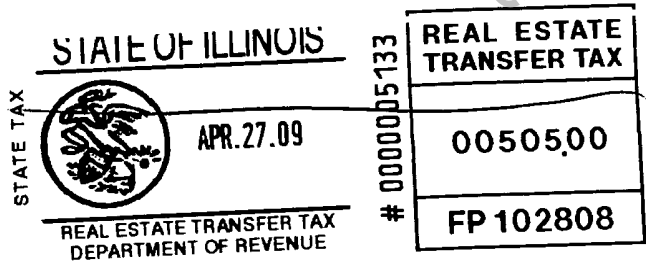 STATE OF ILLINOIS
STATE TAX
APR.27.09
REAL ESTATE TRANSFER TAX
DEPARTMENT OF REVENUE
# 0000005133
REAL ESTATE
TRANSFER TAX
00505.00
FP 102808